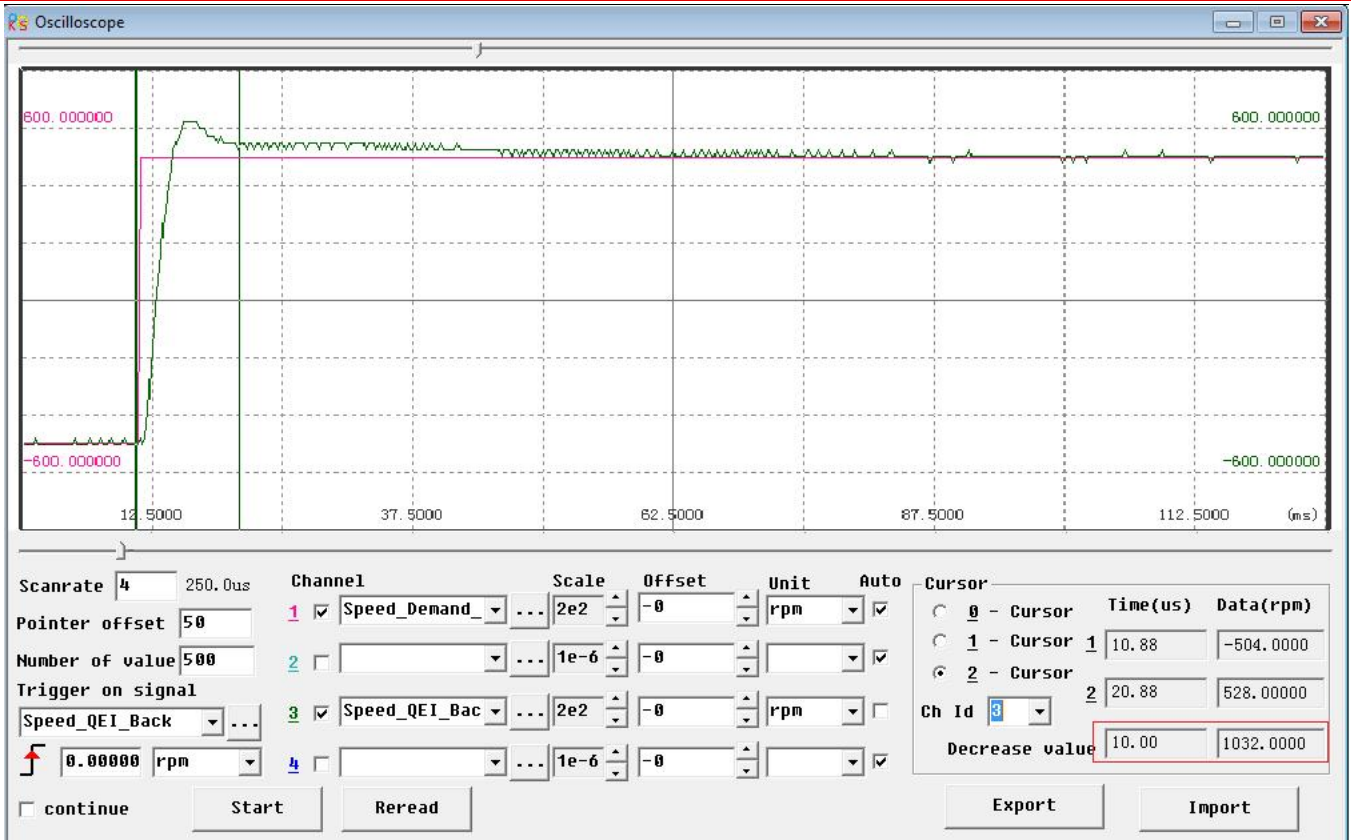 Oscilloscope
600.000000 600.000000
-600.000000 -600.000000
12.5000 37.5000 62.5000 87.5000 112.5000 (ms)
Scanrate 4 250.0us
Pointer offset 50
Number of value 500
Trigger on signal
Speed_QEI_Back ...
0.00000 rpm
continue Start Reread
Channel Scale Offset Unit Auto
1 Speed_Demand_ ... 2e2 -0 rpm
2 ... 1e-6 -0
3 Speed_QEI_Bac ... 2e2 -0 rpm
4 ... 1e-6 -0
Cursor
0 - Cursor Time(us) Data(rpm)
1 - Cursor 1 10.88 -504.0000
2 - Cursor 2 20.88 528.00000
Ch Id 3
Decrease value 10.00 1032.0000
Export Import